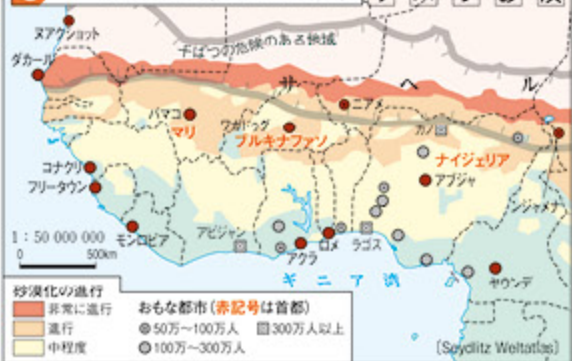 ヌアクショット
干ばつの危険のある地域
ダカール
サヘル
ニアメ
バマコ
マリ
ワガドゥグ
ブルキナファソ
カノ
ナイジェリア
コナクリ
フリータウン
アブジャ
ンジャメナ
モンロビア
アビジャン
アクラ
ロメ
ラゴス
ギニア湾
ヤウンデ
1:50 000 000
0 500km
砂漠化の進行
非常に進行
進行
中程度
おもな都市(赤記号は首都)
50万〜100万人
300万人以上
100万〜300万人
〔Seydlitz Weltatlas〕